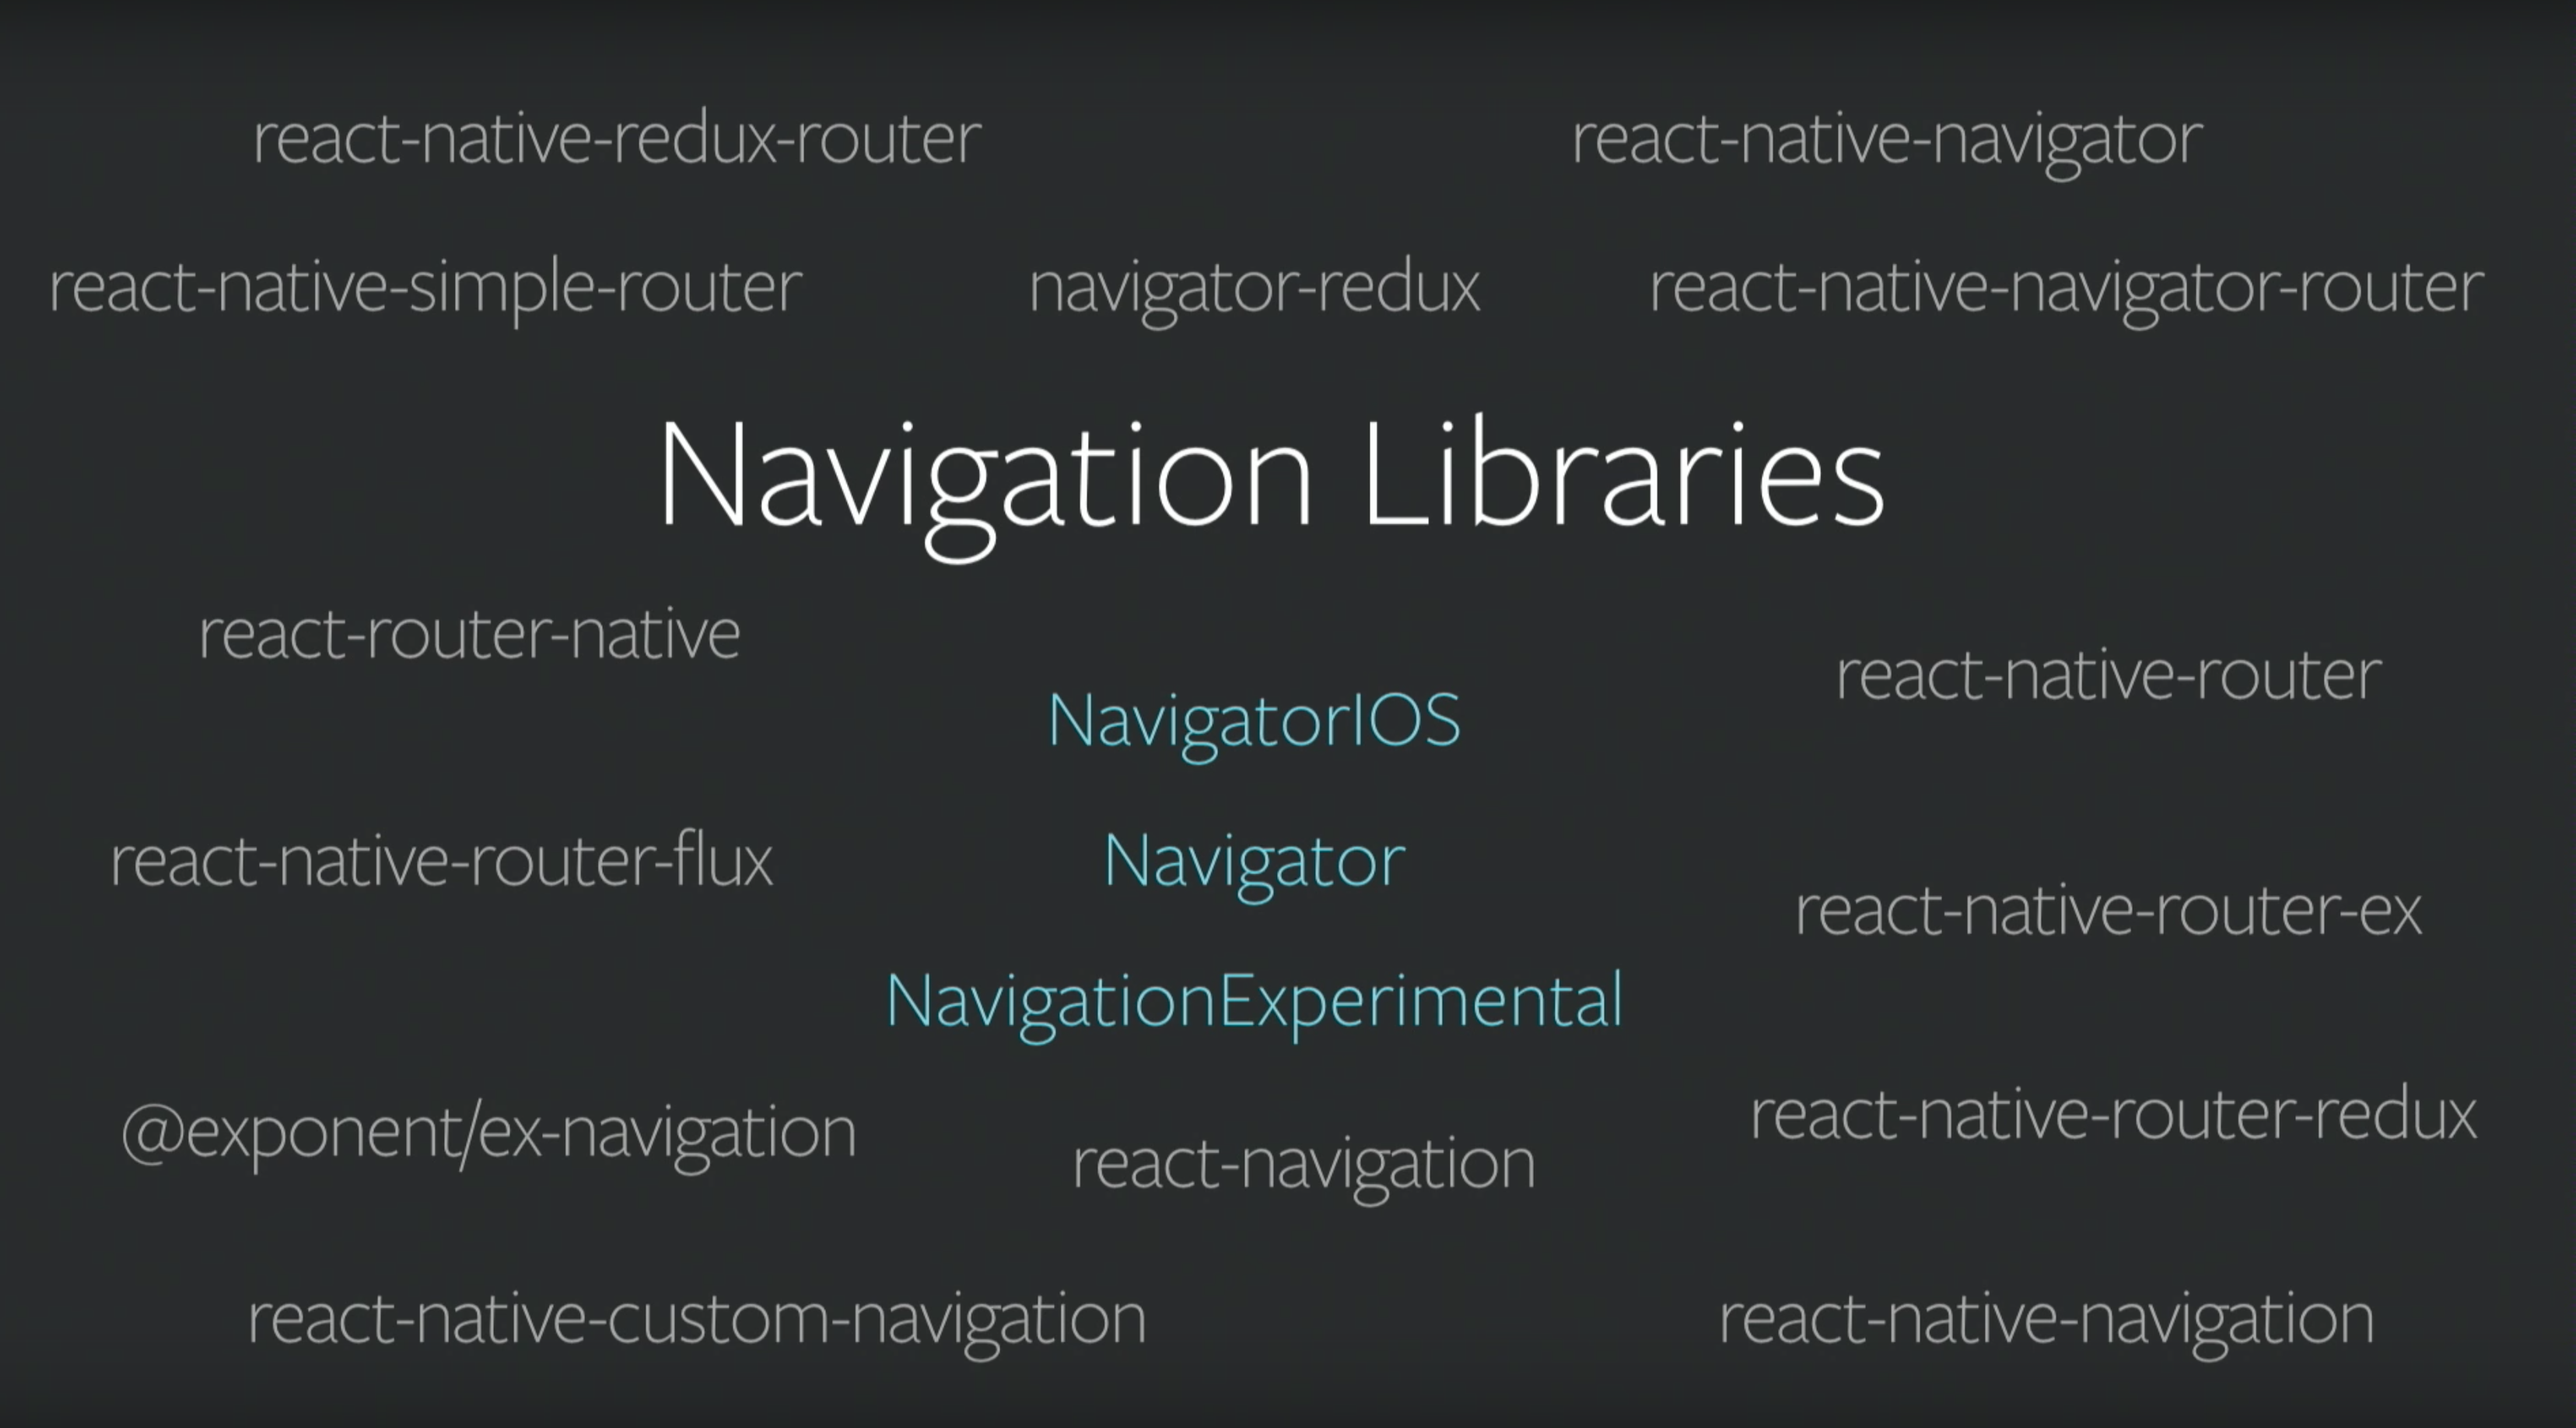 react-native-redux-router
react-native-navigator
react-native-simple-router
navigator-redux
react-native-navigator-router
Navigation Libraries
react-router-native
react-native-router
NavigatorIOS
react-native-router-flux
Navigator
react-native-router-ex
NavigationExperimental
@exponent/ex-navigation
react-native-router-redux
react-navigation
react-native-custom-navigation
react-native-navigation